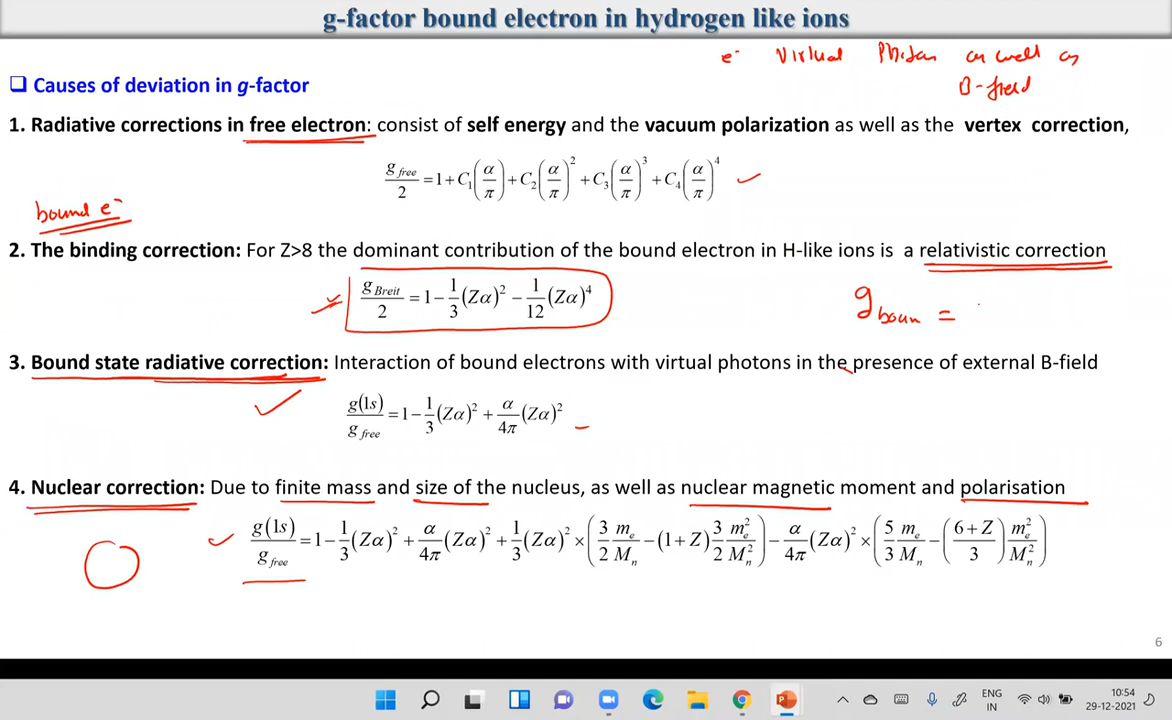 g-factor bound electron in hydrogen like ions
e⁻ Virtual Photon as well as
B-field
❑ Causes of deviation in g-factor
1. Radiative corrections in free electron: consist of self energy and the vacuum polarization as well as the vertex correction,
g_free/2 = 1 + C₁(α/π) + C₂(α/π)² + C₃(α/π)³ + C₄(α/π)⁴
bound e⁻
2. The binding correction: For Z>8 the dominant contribution of the bound electron in H-like ions is a relativistic correction
g_Breit/2 = 1 − 1/3 (Zα)² − 1/12 (Zα)⁴
g_boun =
3. Bound state radiative correction: Interaction of bound electrons with virtual photons in the presence of external B-field
g(1s)/g_free = 1 − 1/3 (Zα)² + α/4π (Zα)²
4. Nuclear correction: Due to finite mass and size of the nucleus, as well as nuclear magnetic moment and polarisation
g(1s)/g_free = 1 − 1/3 (Zα)² + α/4π (Zα)² + 1/3 (Zα)² × (3/2 m_e/M_n − (1+Z) 3/2 m_e²/M_n²) − α/4π (Zα)² × (5/3 m_e/M_n − ((6+Z)/3) m_e²/M_n²)
6
ENG
IN
10:54
29-12-2021